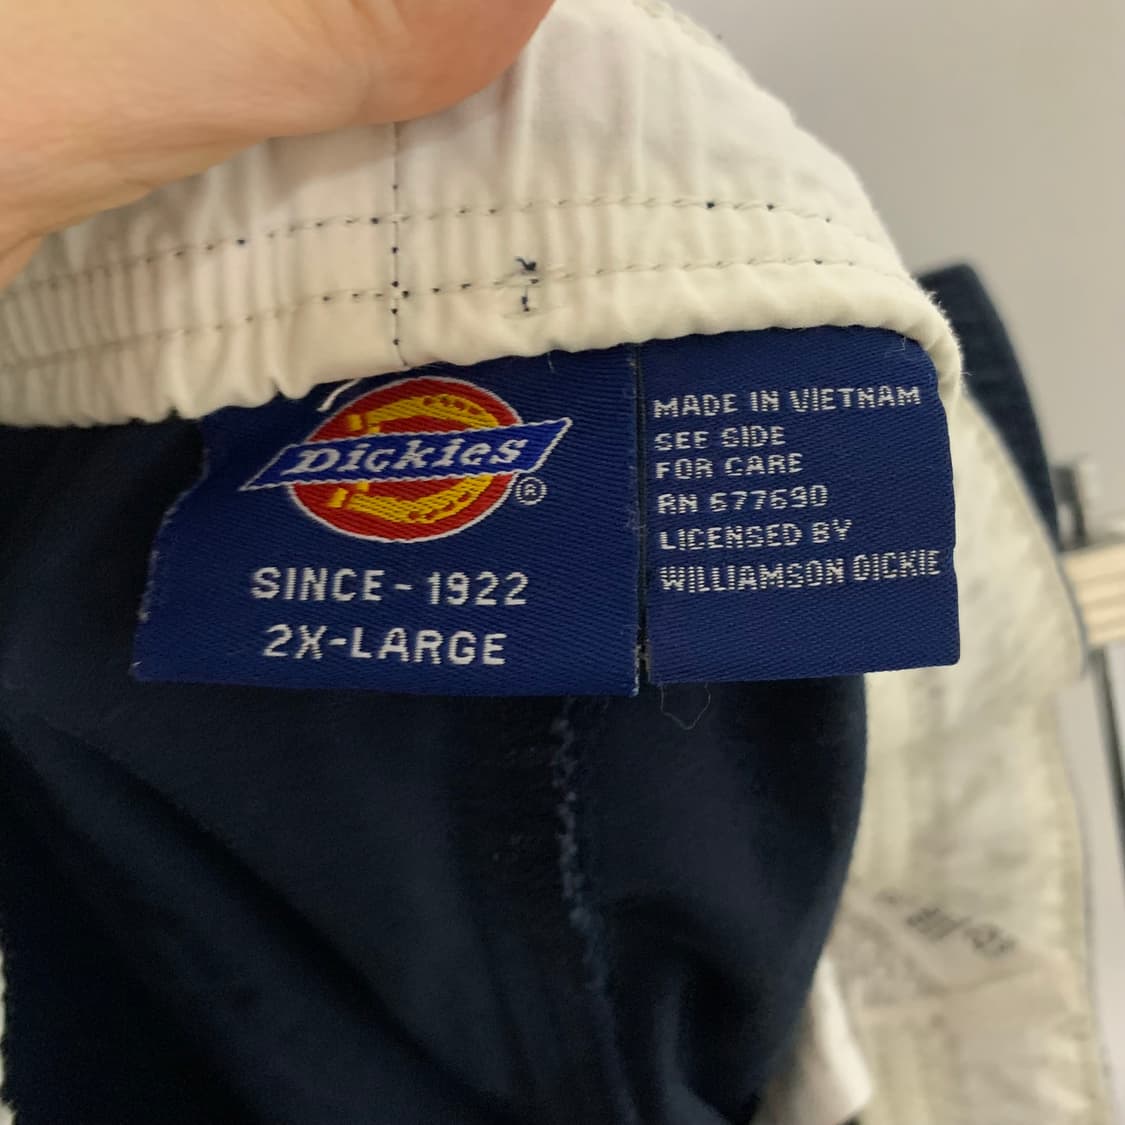 Dickies
®
SINCE - 1922
2X-LARGE
MADE IN VIETNAM
SEE SIDE
FOR CARE
RN 677690
LICENSED BY
WILLIAMSON DICKIE